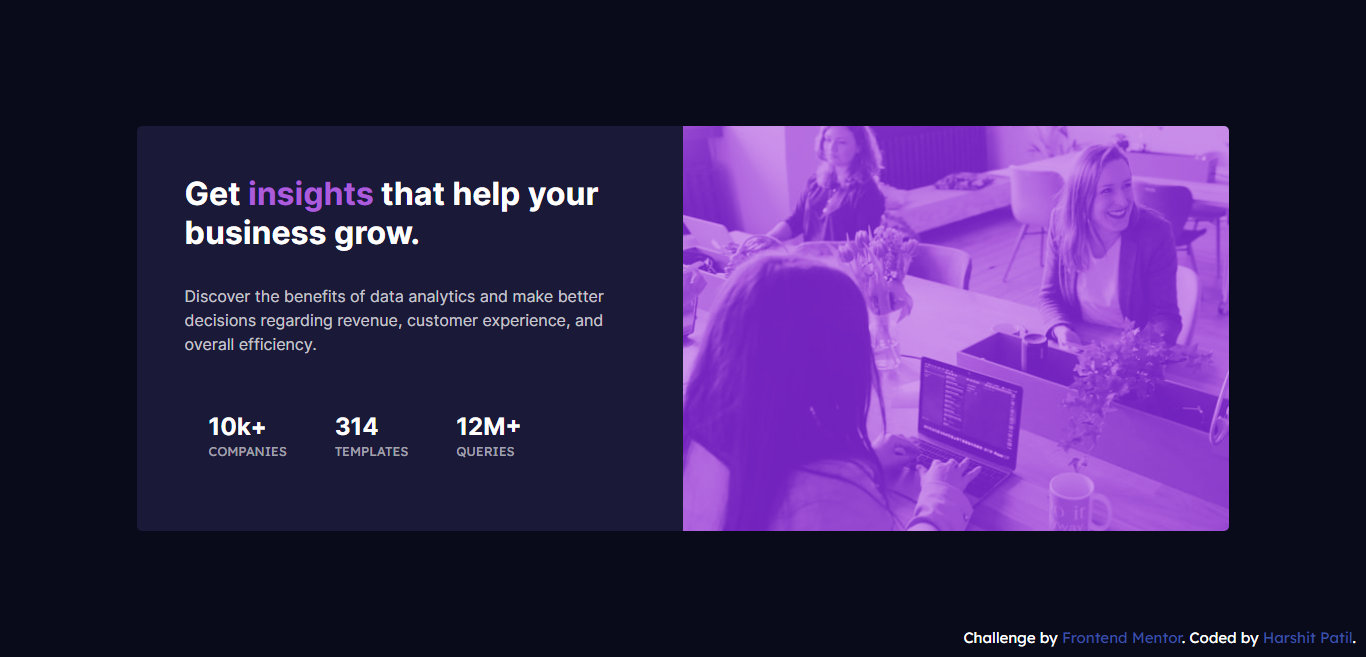 Get insights that help your
business grow.
Discover the benefits of data analytics and make better
decisions regarding revenue, customer experience, and
overall efficiency.
10k+ 314 12M+
COMPANIES TEMPLATES QUERIES
Challenge by Frontend Mentor. Coded by Harshit Patil.